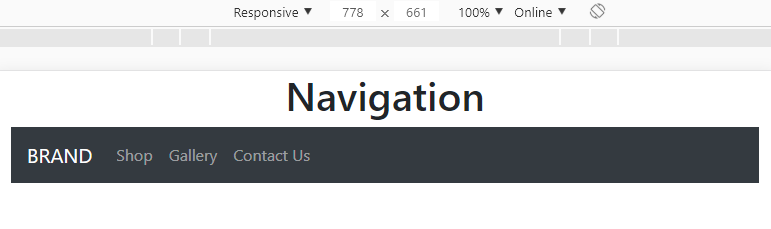 Responsive ▼ 778 × 661 100% ▼ Online ▼
Navigation
BRAND Shop Gallery Contact Us